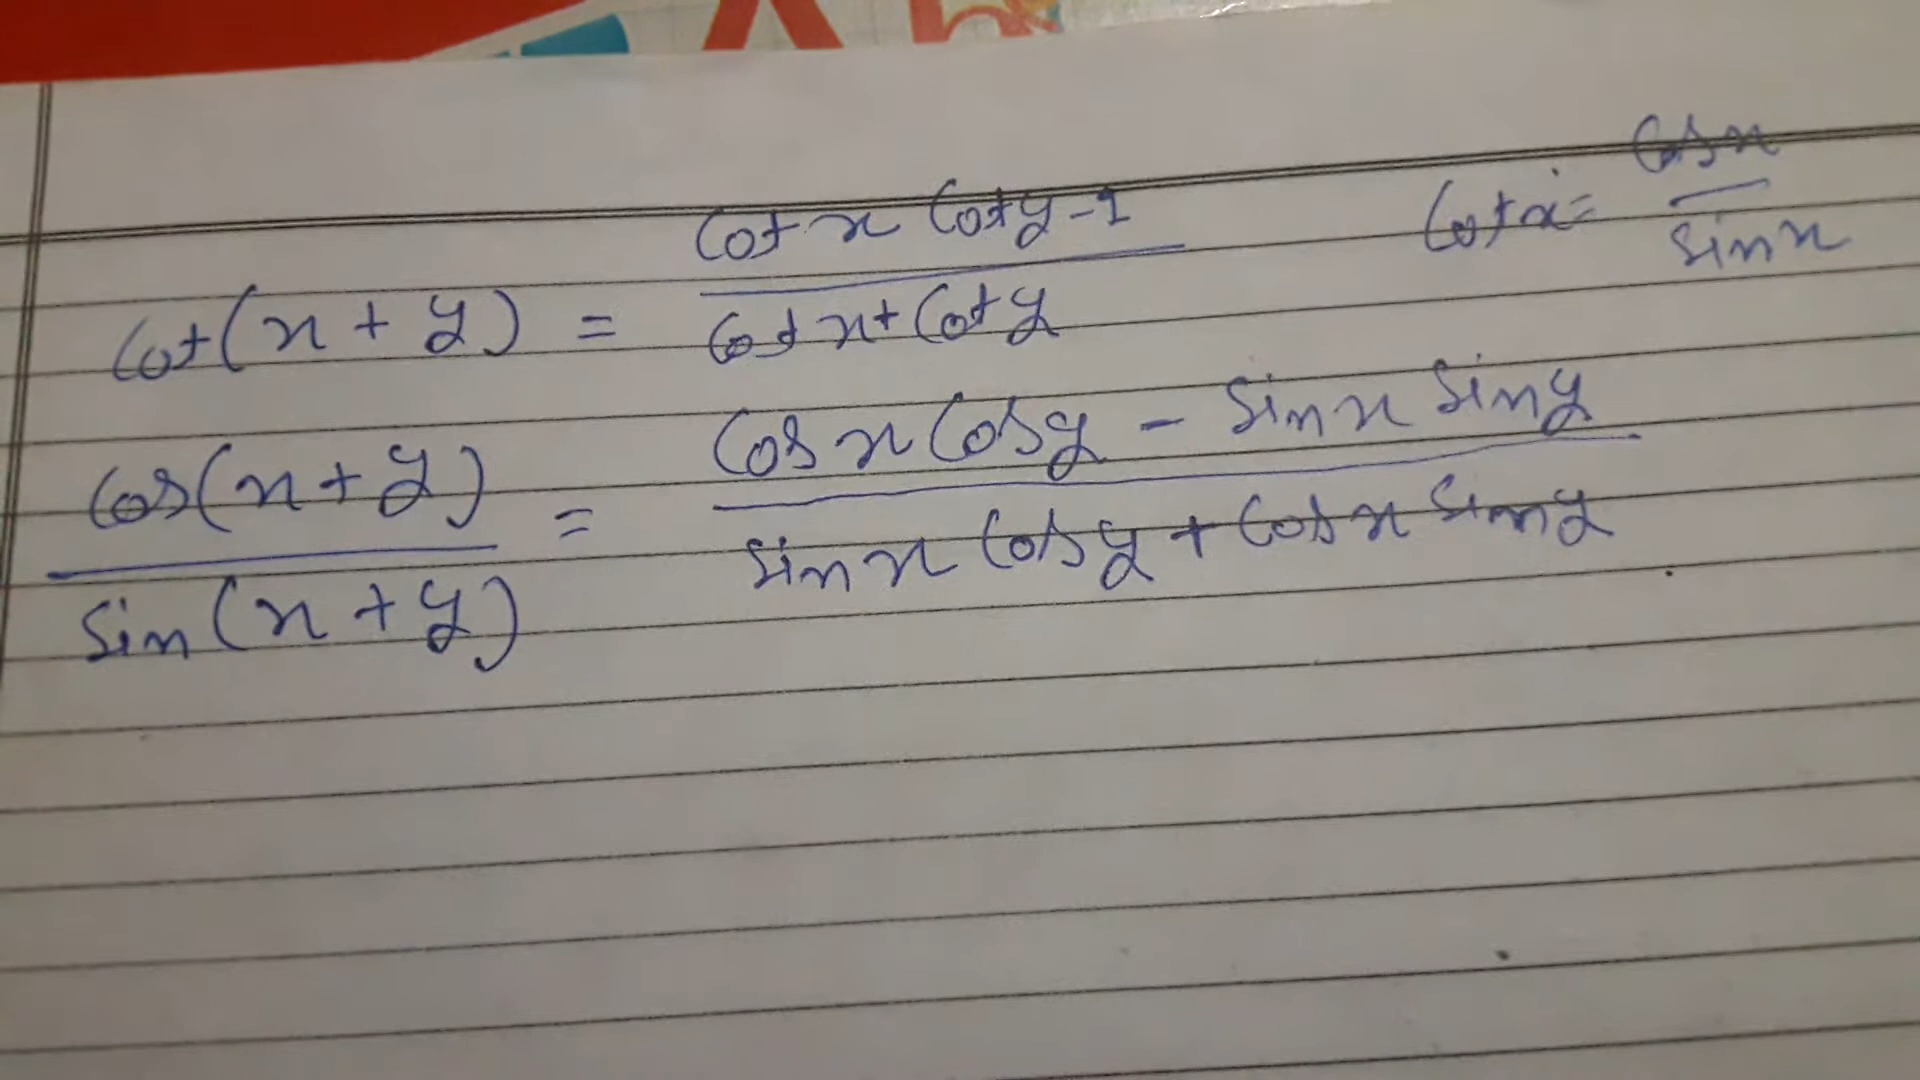 cot(x + y) = (cot x cot y - 1) / (cot x + cot y)
cot x = cos x / sin x
cos(x + y) / sin(x + y) = (cos x cos y - sin x sin y) / (sin x cos y + cos x sin y)